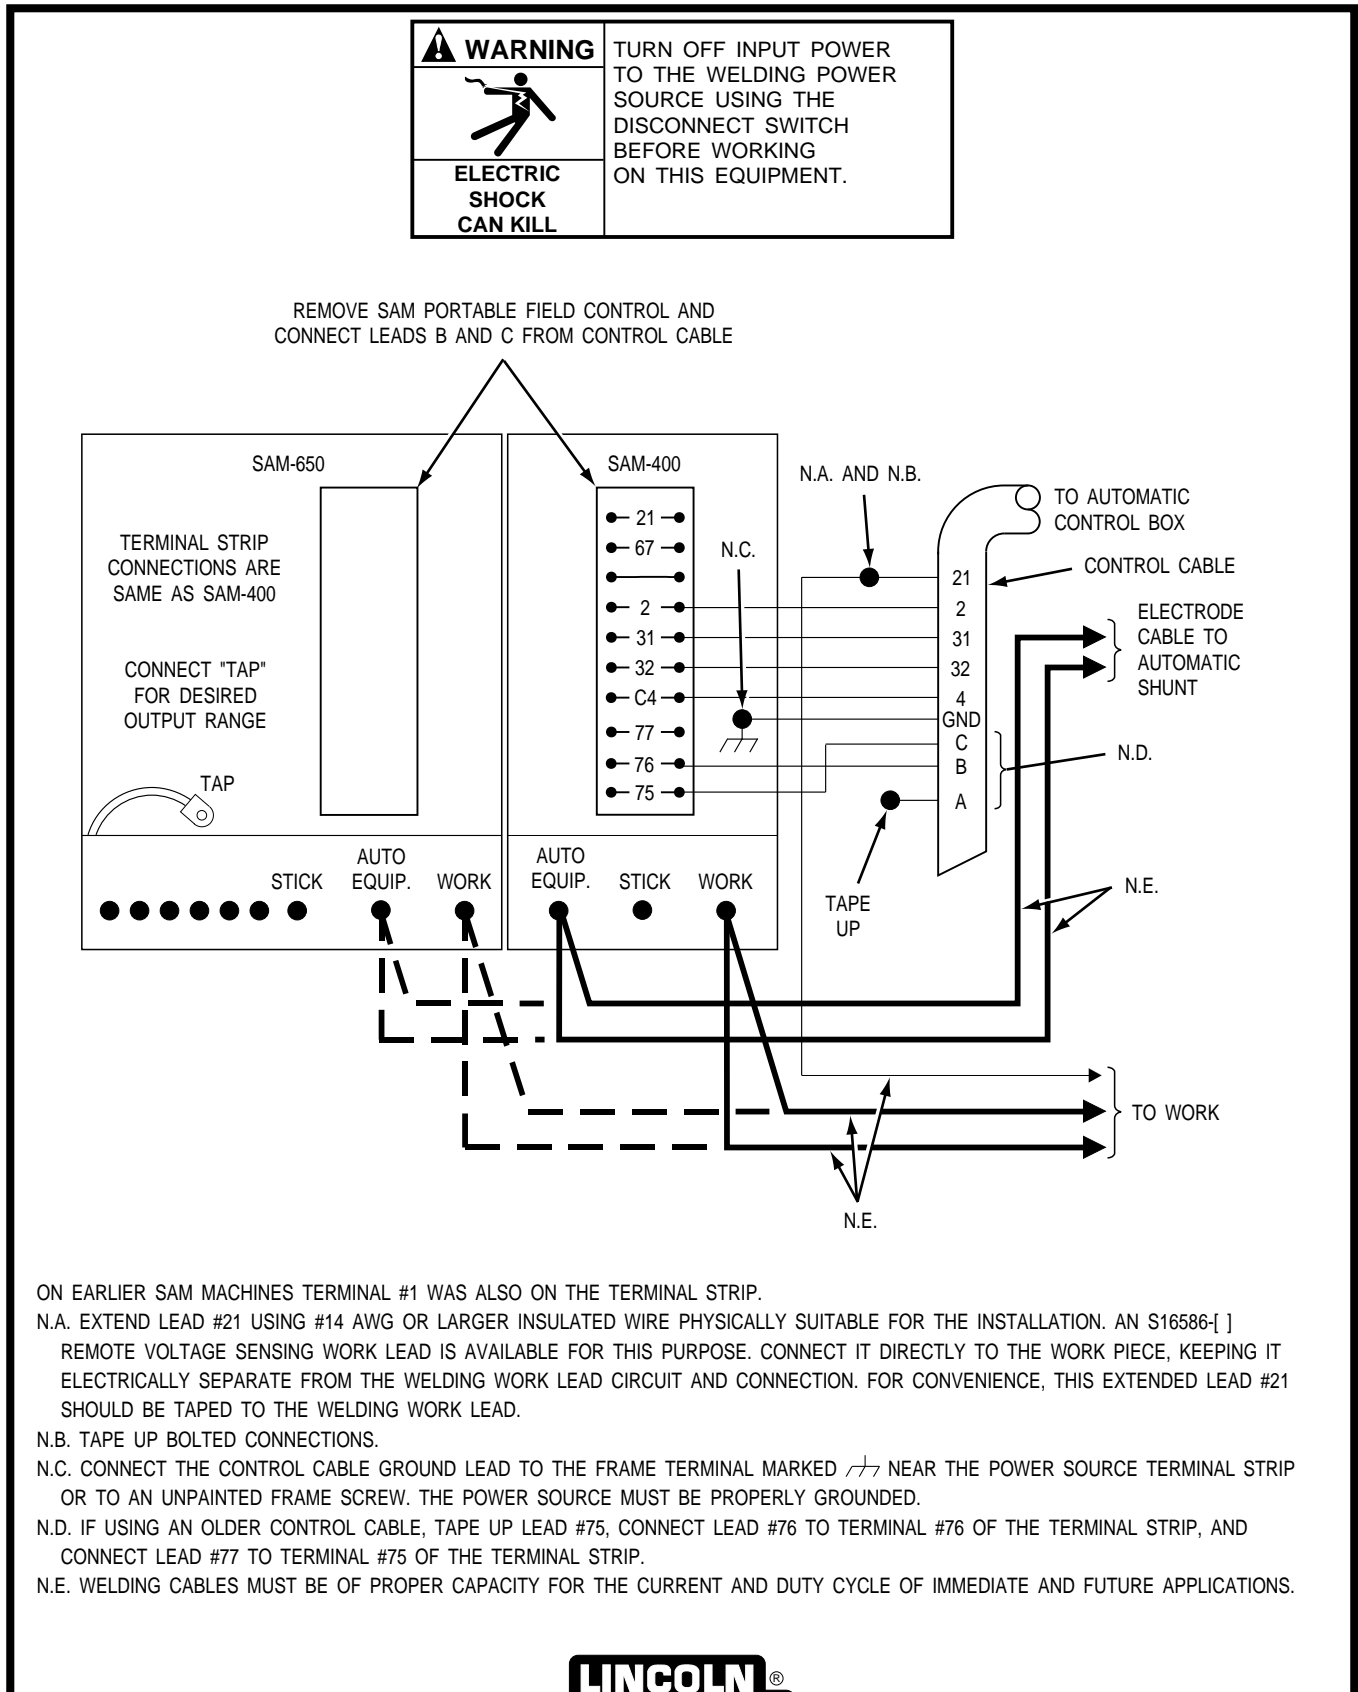 WARNING
ELECTRIC
SHOCK
CAN KILL
TURN OFF INPUT POWER
TO THE WELDING POWER
SOURCE USING THE
DISCONNECT SWITCH
BEFORE WORKING
ON THIS EQUIPMENT.
REMOVE SAM PORTABLE FIELD CONTROL AND
CONNECT LEADS B AND C FROM CONTROL CABLE
SAM-650
TERMINAL STRIP
CONNECTIONS ARE
SAME AS SAM-400
CONNECT "TAP"
FOR DESIRED
OUTPUT RANGE
TAP
STICK
AUTO
EQUIP.
WORK
SAM-400
21
67
2
31
32
C4
77
76
75
AUTO
EQUIP.
STICK
WORK
N.C.
N.A. AND N.B.
TAPE
UP
21
2
31
32
4
GND
C
B
A
TO AUTOMATIC
CONTROL BOX
CONTROL CABLE
ELECTRODE
CABLE TO
AUTOMATIC
SHUNT
N.D.
N.E.
TO WORK
N.E.
ON EARLIER SAM MACHINES TERMINAL #1 WAS ALSO ON THE TERMINAL STRIP.
N.A. EXTEND LEAD #21 USING #14 AWG OR LARGER INSULATED WIRE PHYSICALLY SUITABLE FOR THE INSTALLATION. AN S16586-[ ]
REMOTE VOLTAGE SENSING WORK LEAD IS AVAILABLE FOR THIS PURPOSE. CONNECT IT DIRECTLY TO THE WORK PIECE, KEEPING IT
ELECTRICALLY SEPARATE FROM THE WELDING WORK LEAD CIRCUIT AND CONNECTION. FOR CONVENIENCE, THIS EXTENDED LEAD #21
SHOULD BE TAPED TO THE WELDING WORK LEAD.
N.B. TAPE UP BOLTED CONNECTIONS.
N.C. CONNECT THE CONTROL CABLE GROUND LEAD TO THE FRAME TERMINAL MARKED NEAR THE POWER SOURCE TERMINAL STRIP
OR TO AN UNPAINTED FRAME SCREW. THE POWER SOURCE MUST BE PROPERLY GROUNDED.
N.D. IF USING AN OLDER CONTROL CABLE, TAPE UP LEAD #75, CONNECT LEAD #76 TO TERMINAL #76 OF THE TERMINAL STRIP, AND
CONNECT LEAD #77 TO TERMINAL #75 OF THE TERMINAL STRIP.
N.E. WELDING CABLES MUST BE OF PROPER CAPACITY FOR THE CURRENT AND DUTY CYCLE OF IMMEDIATE AND FUTURE APPLICATIONS.
LINCOLN ®